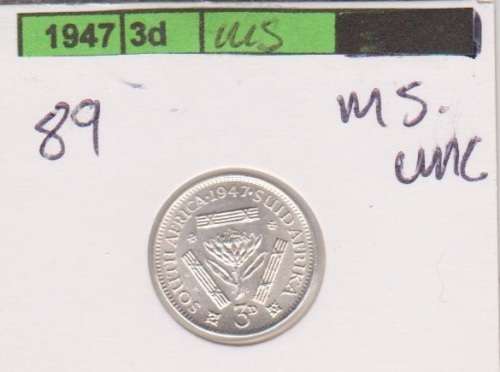 1947 3d MS
89
MS.
UNC
SOUTH AFRICA·1947·SUID AFRIKA
3D